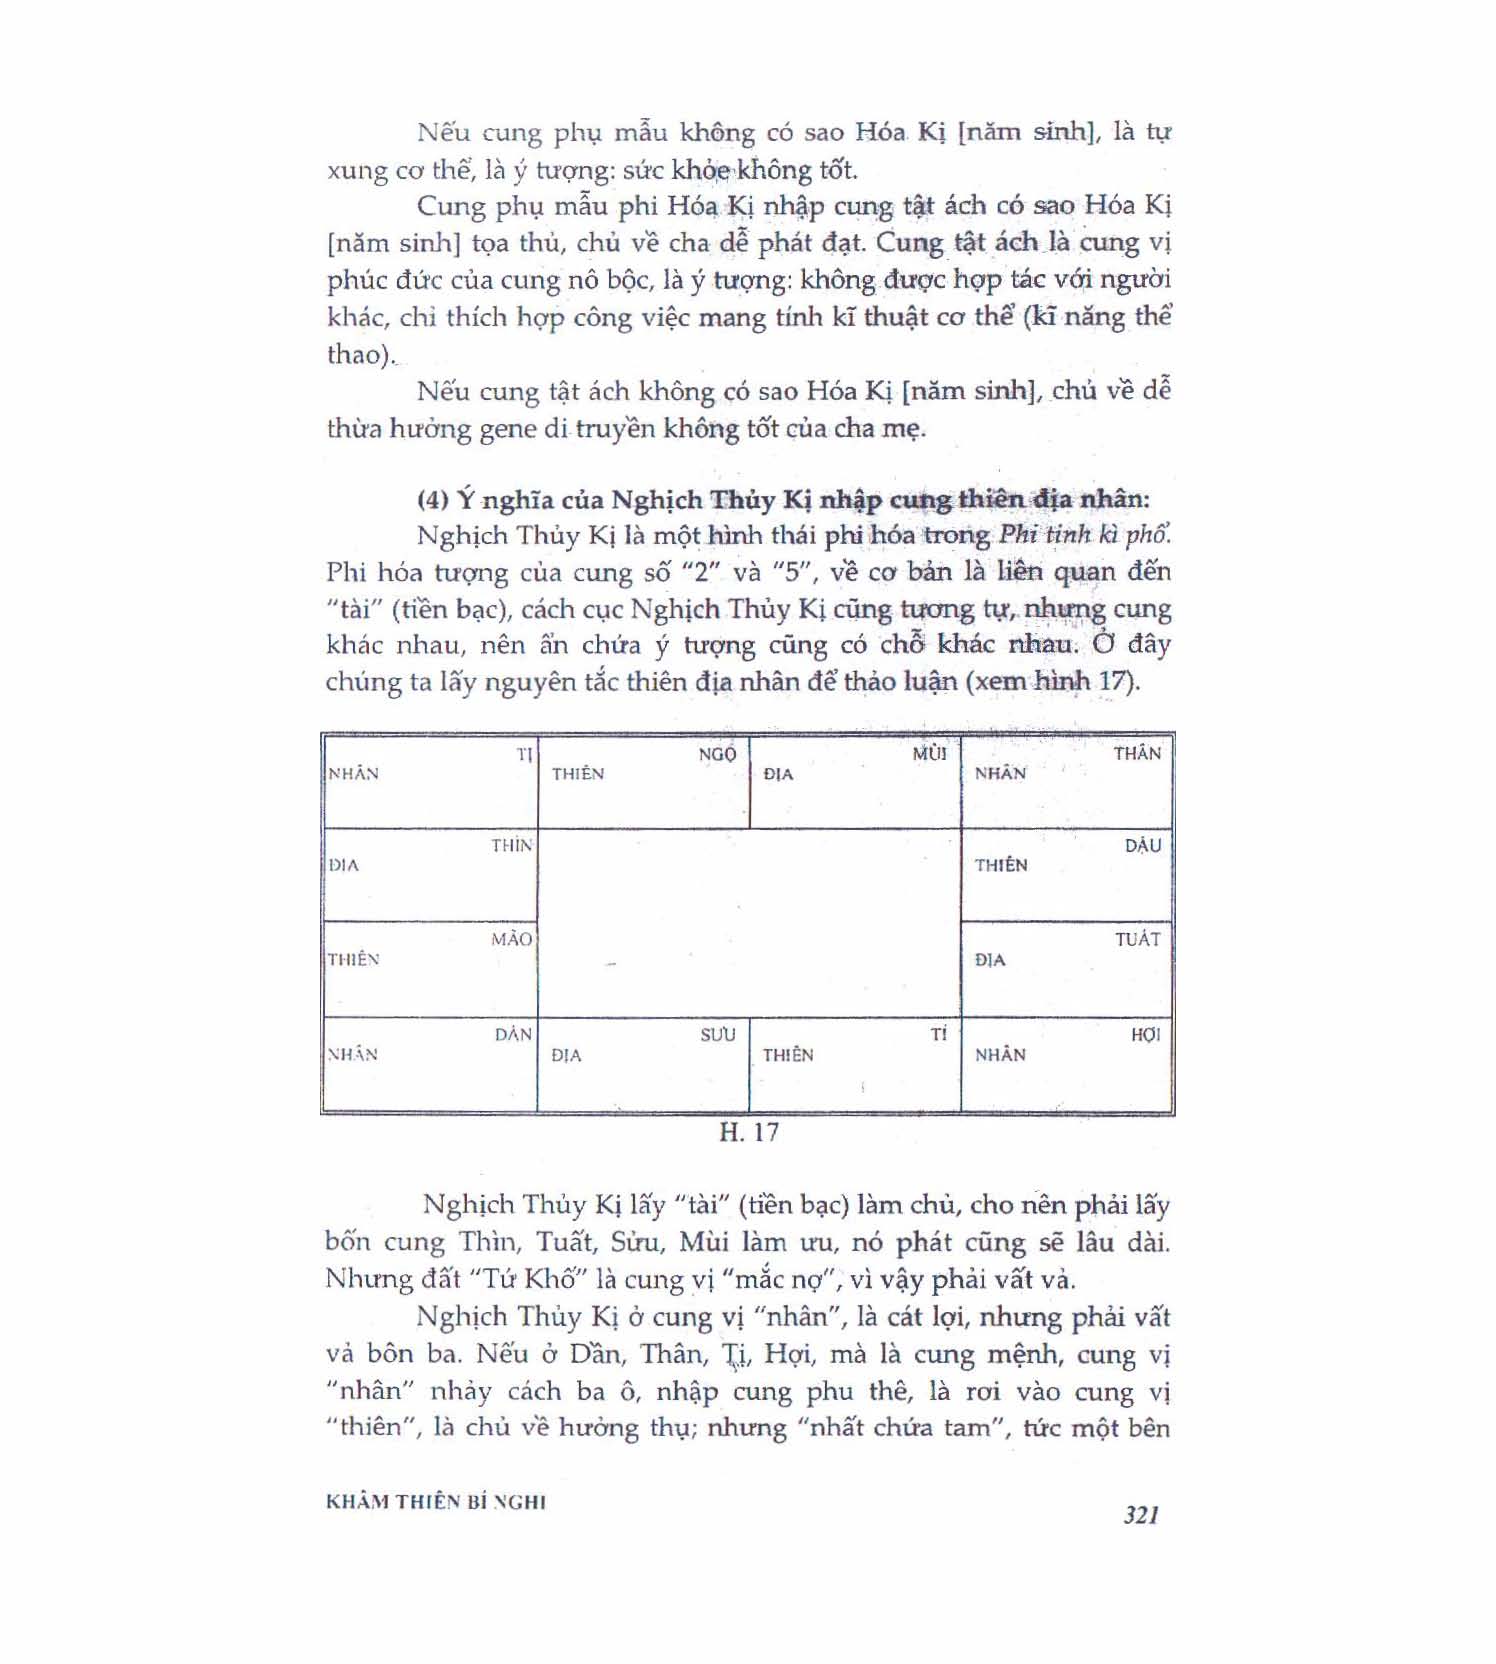 Nếu cung phụ mẫu không có sao Hóa Kị [năm sinh], là tự
xung cơ thể, là ý tượng: sức khỏe không tốt.
Cung phụ mẫu phi Hóa Kị nhập cung tật ách có sao Hóa Kị
[năm sinh] tọa thủ, chủ về cha dễ phát đạt. Cung tật ách là cung vị
phúc đức của cung nô bộc, là ý tượng: không được hợp tác với người
khác, chỉ thích hợp công việc mang tính kĩ thuật cơ thể (kĩ năng thể
thao).
Nếu cung tật ách không có sao Hóa Kị [năm sinh], chủ về dễ
thừa hưởng gene di truyền không tốt của cha mẹ.
(4) Ý nghĩa của Nghịch Thủy Kị nhập cung thiên địa nhân:
Nghịch Thủy Kị là một hình thái phi hóa trong Phi tinh kì phổ.
Phi hóa tượng của cung số "2" và "5", về cơ bản là liên quan đến
"tài" (tiền bạc), cách cục Nghịch Thủy Kị cũng tương tự, nhưng cung
khác nhau, nên ẩn chứa ý tượng cũng có chỗ khác nhau. Ở đây
chúng ta lấy nguyên tắc thiên địa nhân để thảo luận (xem hình 17).
TỊ NGỌ MÙI THÂN
NHÂN THIÊN ĐỊA NHÂN
THÌN DẬU
ĐỊA THIÊN
MÃO TUẤT
THIÊN ĐỊA
DẦN SỬU TÍ HỢI
NHÂN ĐỊA THIÊN NHÂN
H. 17
Nghịch Thủy Kị lấy "tài" (tiền bạc) làm chủ, cho nên phải lấy
bốn cung Thìn, Tuất, Sửu, Mùi làm ưu, nó phát cũng sẽ lâu dài.
Nhưng đất "Tứ Khố" là cung vị "mắc nợ", vì vậy phải vất vả.
Nghịch Thủy Kị ở cung vị "nhân", là cát lợi, nhưng phải vất
vả bôn ba. Nếu ở Dần, Thân, Tị, Hợi, mà là cung mệnh, cung vị
"nhân" nhảy cách ba ô, nhập cung phu thê, là rơi vào cung vị
"thiên", là chủ về hưởng thụ; nhưng "nhất chứa tam", tức một bên
KHÂM THIÊN BÍ NGHI
321